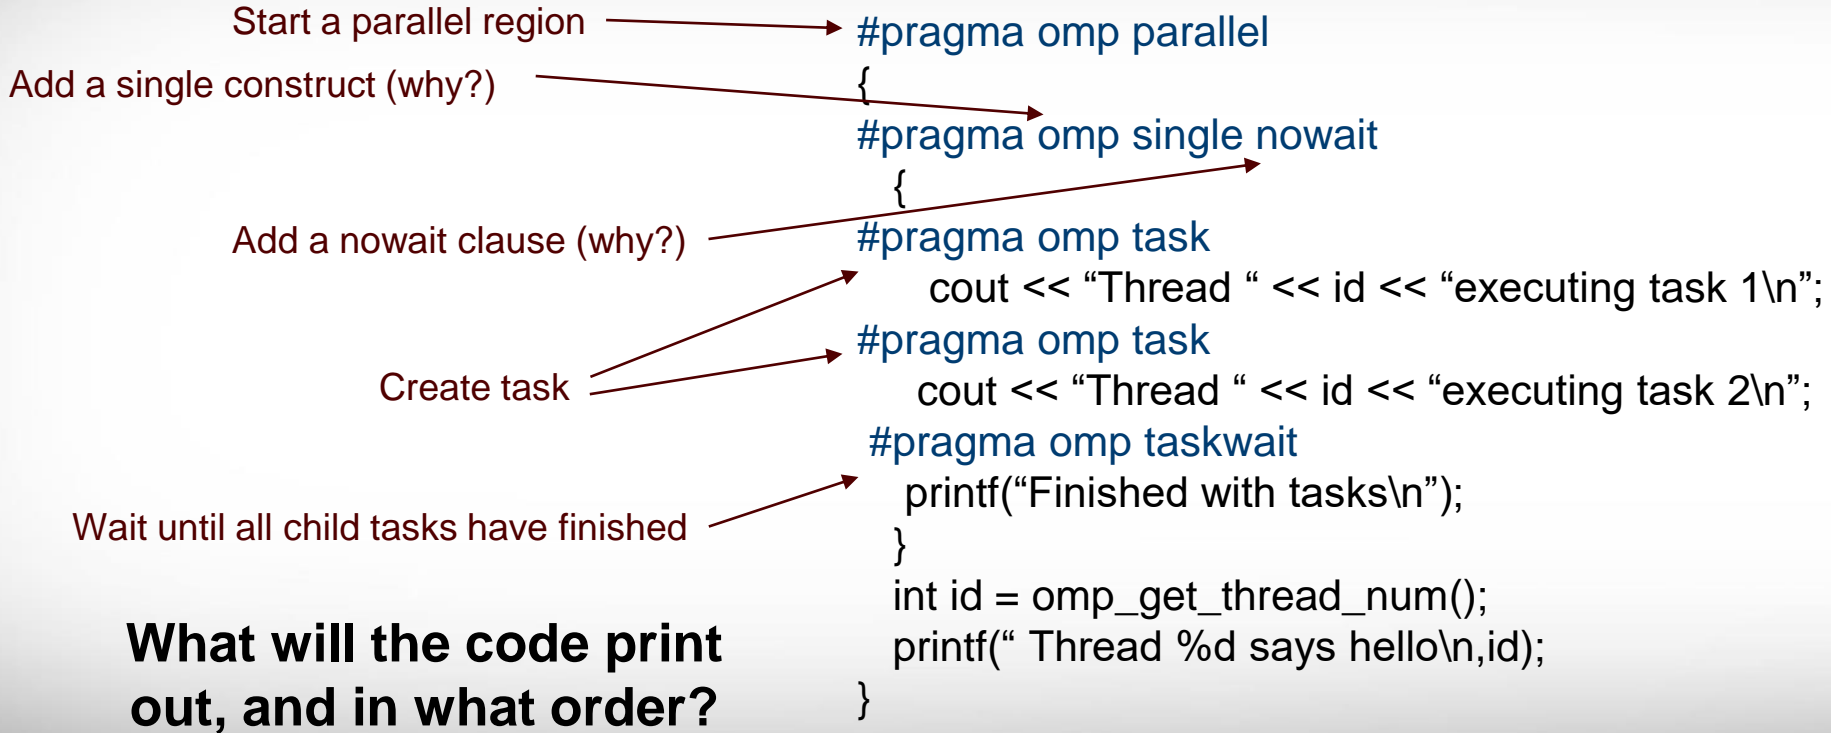 Start a parallel region
Add a single construct (why?)
Add a nowait clause (why?)
Create task
Wait until all child tasks have finished
What will the code print
out, and in what order?
#pragma omp parallel
{
#pragma omp single nowait
{
#pragma omp task
cout << “Thread “ << id << “executing task 1\n”;
#pragma omp task
cout << “Thread “ << id << “executing task 2\n”;
#pragma omp taskwait
printf(“Finished with tasks\n”);
}
int id = omp_get_thread_num();
printf(“ Thread %d says hello\n,id);
}